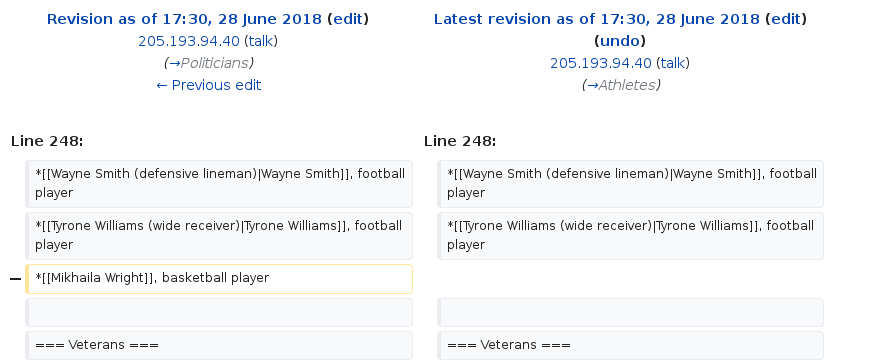 Revision as of 17:30, 28 June 2018 (edit)
205.193.94.40 (talk)
(→Politicians)
← Previous edit
Latest revision as of 17:30, 28 June 2018 (edit)
(undo)
205.193.94.40 (talk)
(→Athletes)
Line 248:
Line 248:
*[[Wayne Smith (defensive lineman)|Wayne Smith]], football
player
*[[Wayne Smith (defensive lineman)|Wayne Smith]], football
player
*[[Tyrone Williams (wide receiver)|Tyrone Williams]], football
player
*[[Tyrone Williams (wide receiver)|Tyrone Williams]], football
player
− *[[Mikhaila Wright]], basketball player
=== Veterans ===
=== Veterans ===